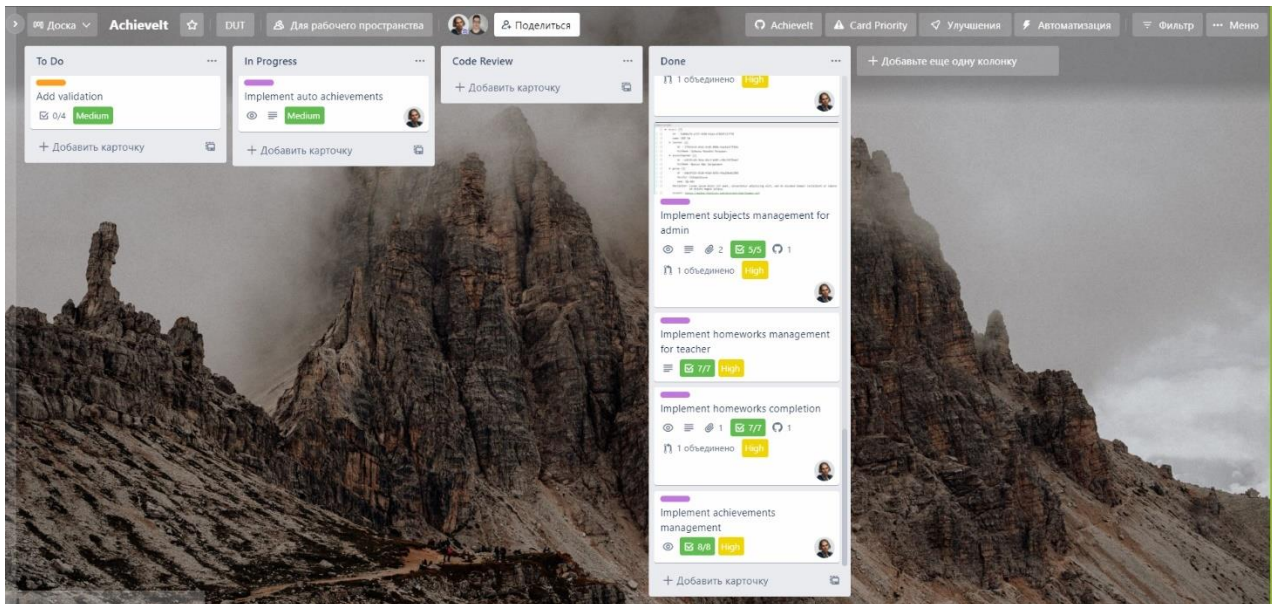 Доска
AchieveIt
DUT
Для рабочего пространства
Поделиться
AchieveIt
Card Priority
Улучшения
Автоматизация
Фильтр
Меню
To Do
Add validation
0/4 Medium
+ Добавить карточку
In Progress
Implement auto achievements
Medium
+ Добавить карточку
Code Review
+ Добавить карточку
Done
1 объединено High
Implement subjects management for
admin
2 5/5 1
1 объединено High
Implement homeworks management
for teacher
7/7 High
Implement homeworks completion
1 7/7 1
1 объединено High
Implement achievements
management
8/8 High
+ Добавить карточку
+ Добавьте еще одну колонку